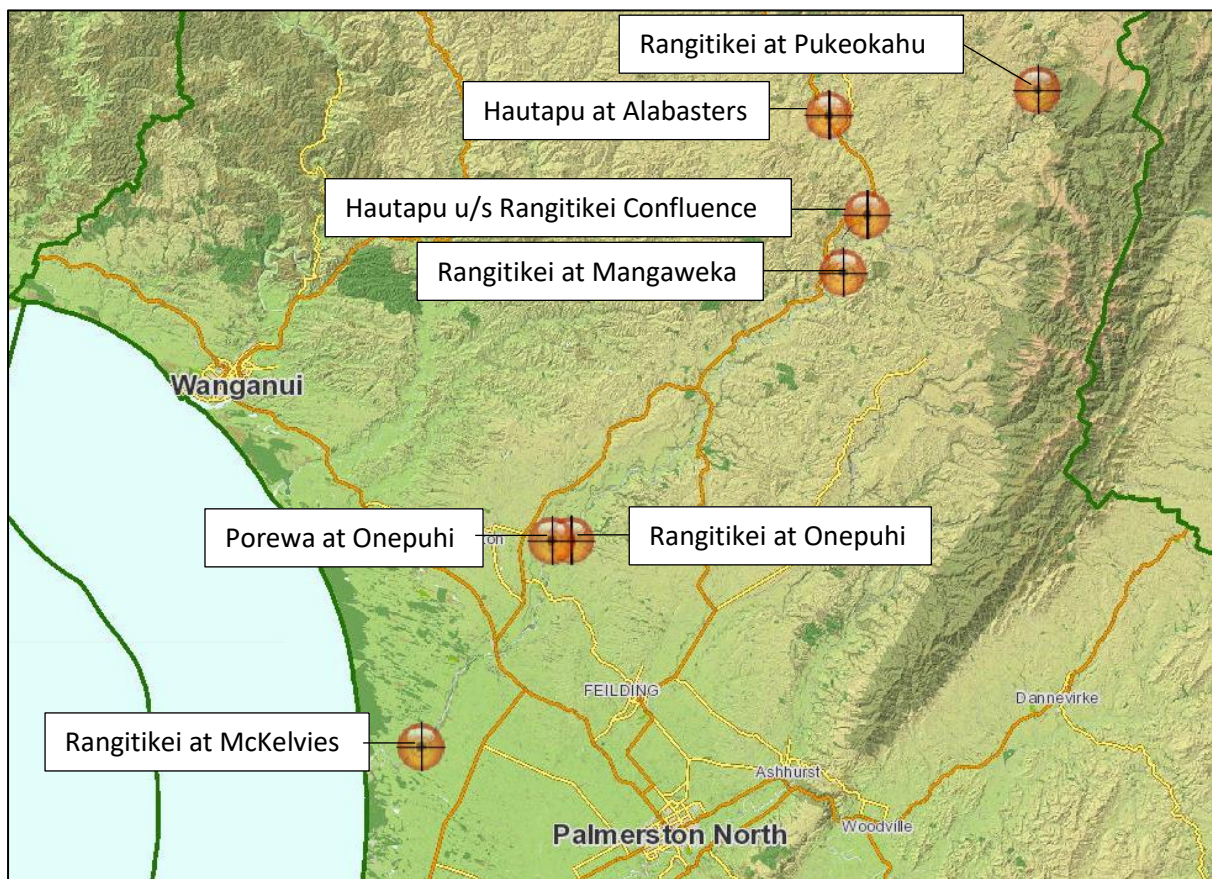 Rangitikei at Pukeokahu
Hautapu at Alabasters
Hautapu u/s Rangitikei Confluence
Rangitikei at Mangaweka
Wanganui
Porewa at Onepuhi
on
Rangitikei at Onepuhi
FEILDING
Dannevirke
Rangitikei at McKelvies
Ashhurst
Woodville
Palmerston North